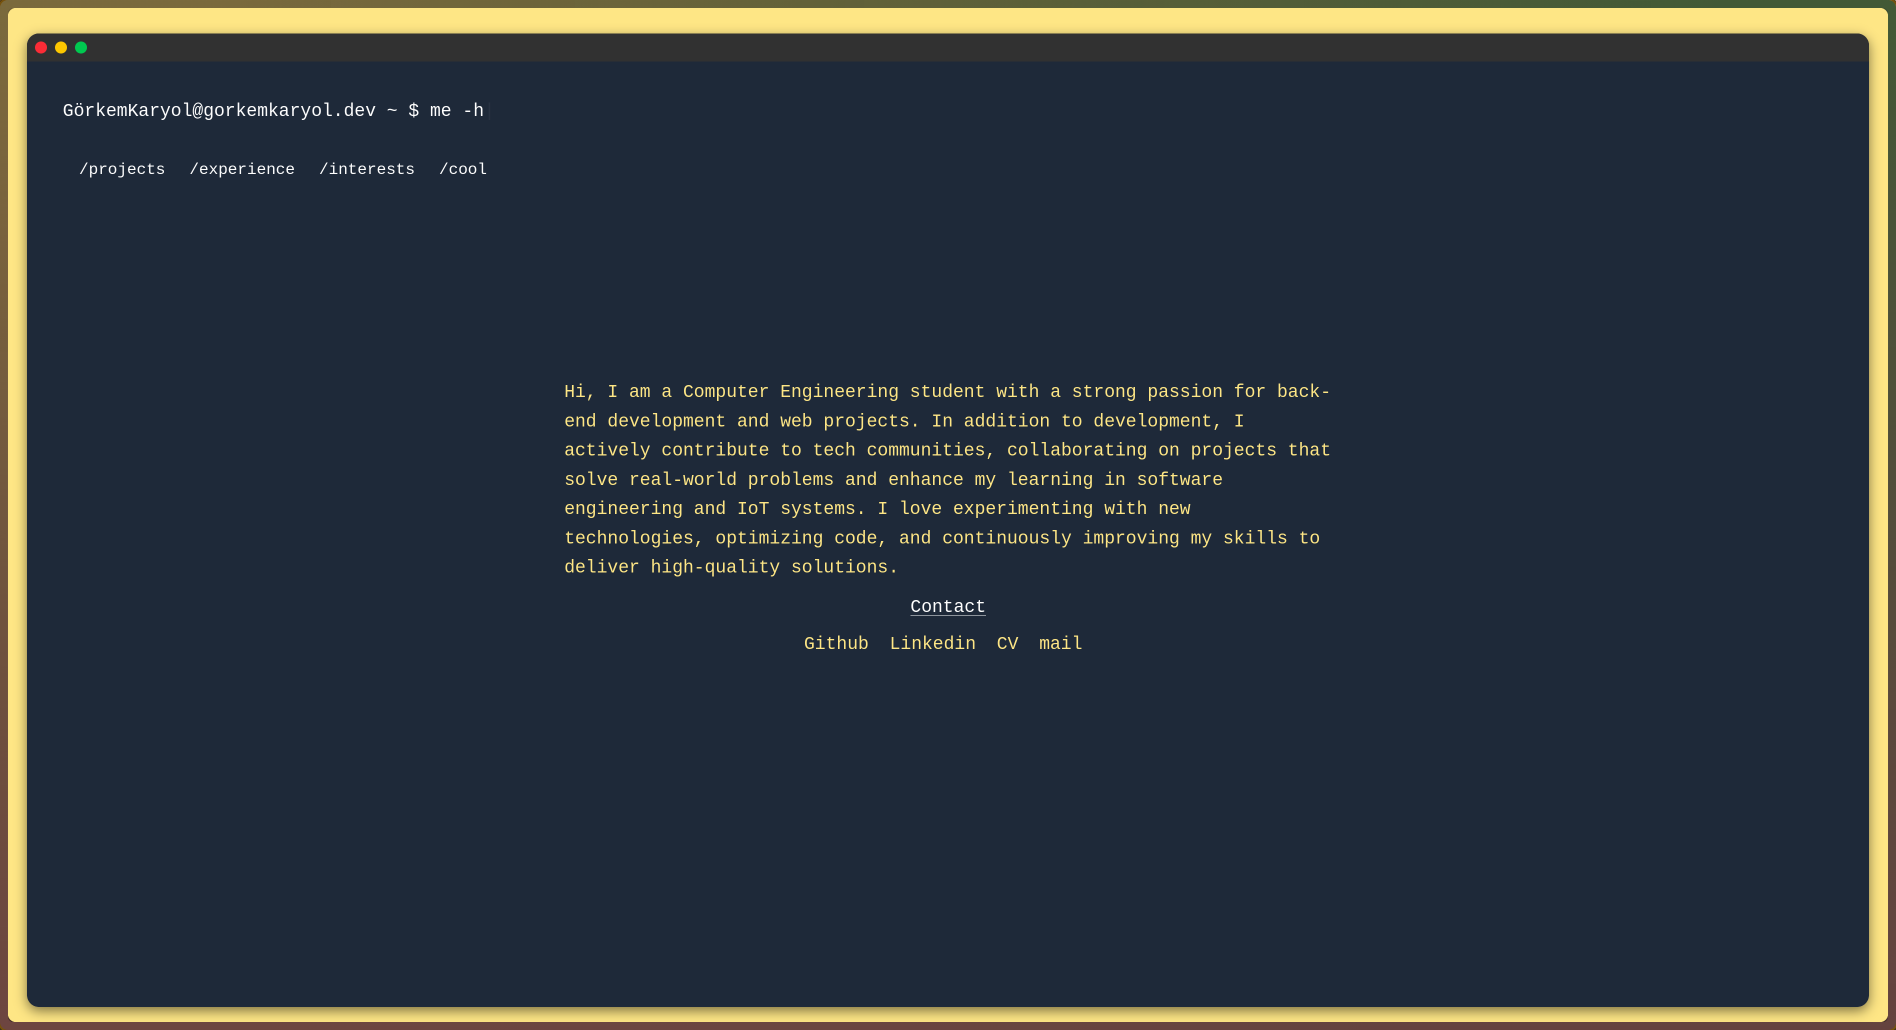 GörkemKaryol@gorkemkaryol.dev ~ $ me -h
/projects /experience /interests /cool
Hi, I am a Computer Engineering student with a strong passion for back-
end development and web projects. In addition to development, I
actively contribute to tech communities, collaborating on projects that
solve real-world problems and enhance my learning in software
engineering and IoT systems. I love experimenting with new
technologies, optimizing code, and continuously improving my skills to
deliver high-quality solutions.
Contact
Github Linkedin CV mail